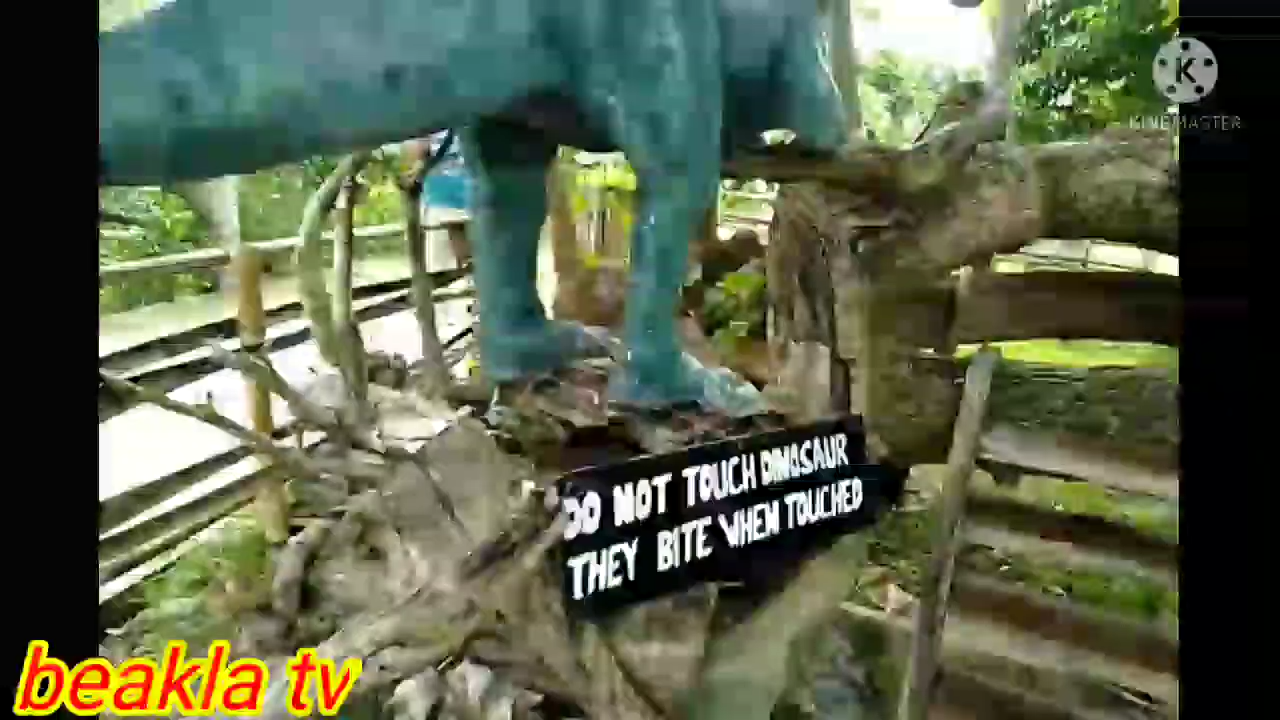 KINEMASTER
DO NOT TOUCH DINOSAUR
THEY BITE WHEN TOUCHED
beakla tv